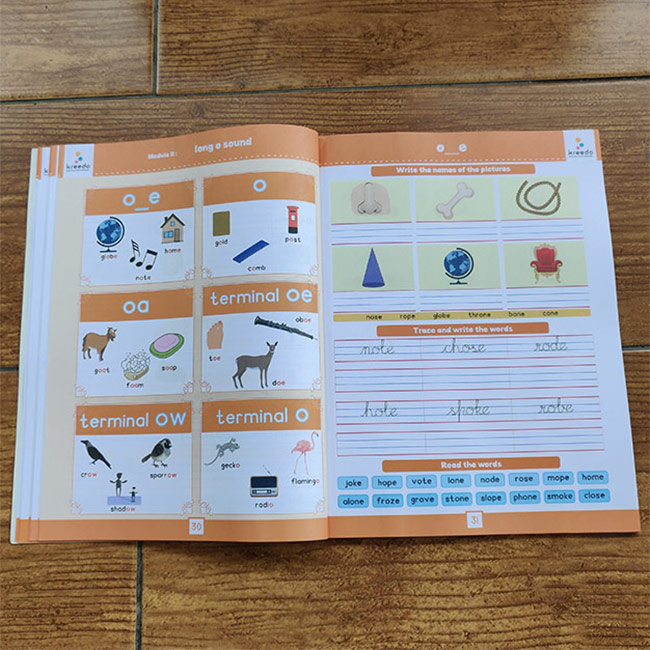 kreedo
Module 11 :
long o sound
o_e
globe
note
home
o
gold
comb
post
oa
goat
foam
soap
terminal oe
toe
doe
oboe
terminal ow
crow
shadow
sparrow
terminal o
gecko
radio
flamingo
30
o_e
kreedo
Write the names of the pictures
nose rope globe throne bone cone
Trace and write the words
note chose rode
hole spoke robe
Read the words
joke hope vote lone node rose mope home
alone froze grove stone slope phone smoke close
31